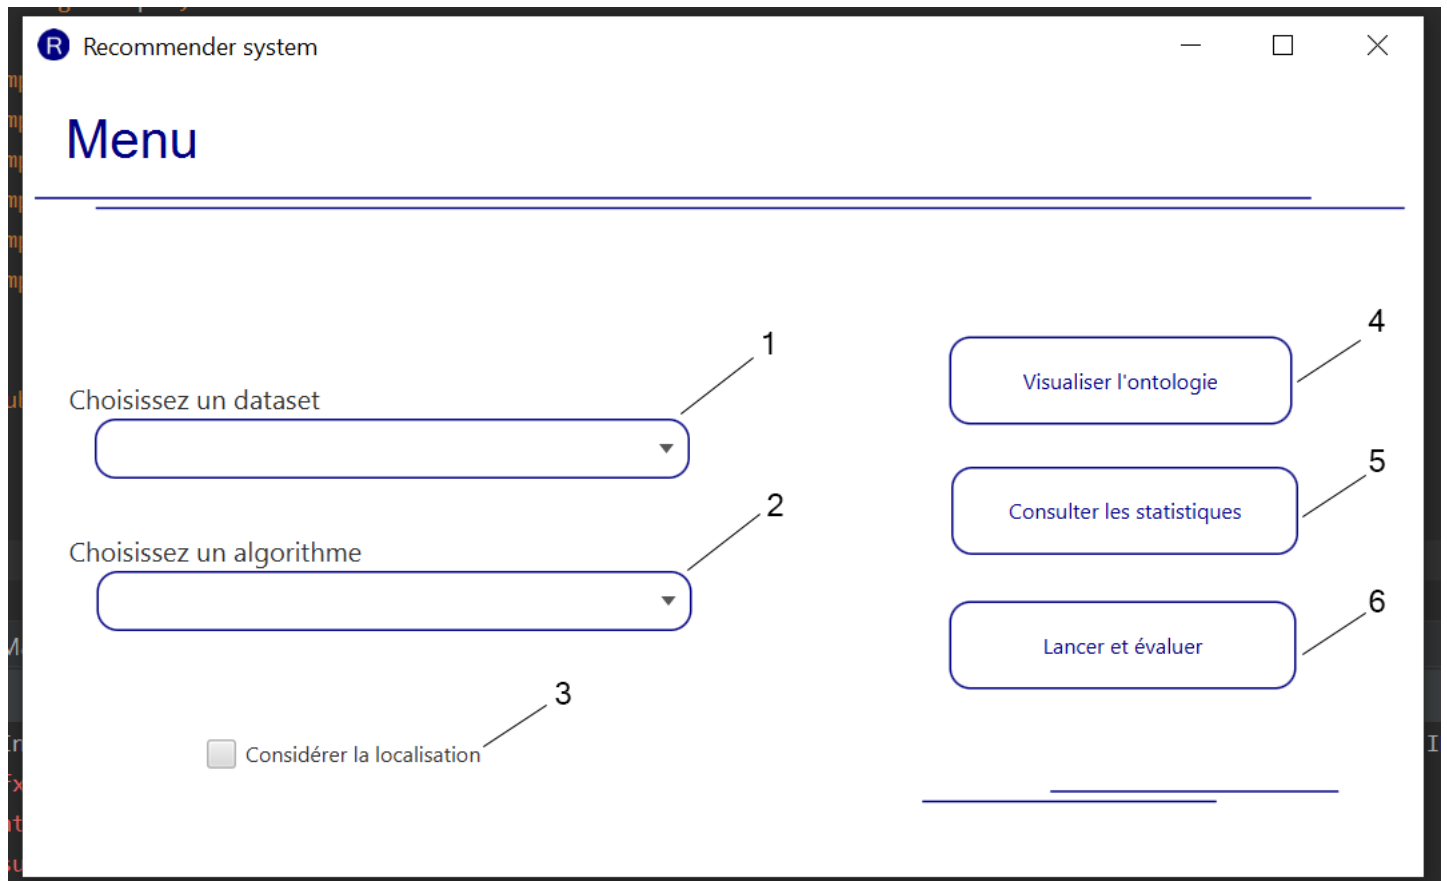 R Recommender system
Menu
1
Choisissez un dataset
2
Choisissez un algorithme
3
Considérer la localisation
4
Visualiser l'ontologie
5
Consulter les statistiques
6
Lancer et évaluer